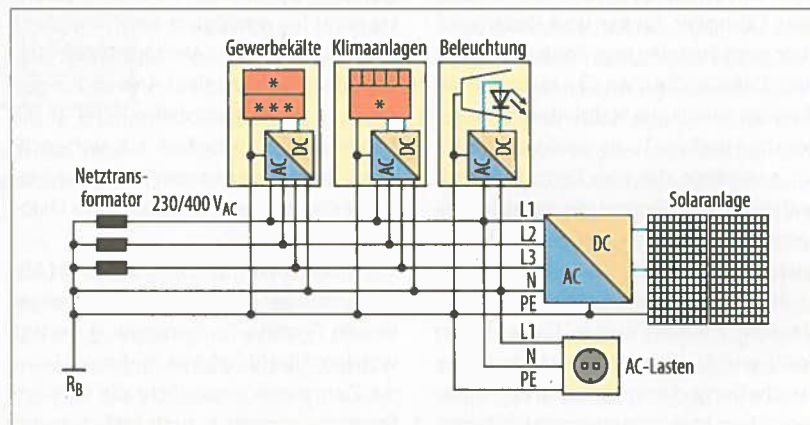 Gewerbekälte Klimaanlagen Beleuchtung
* *
* * *
AC DC AC DC AC DC
Netztrans-
formator 230/400 VAC
Solaranlage
L1
L2
L3
N
PE
DC
AC
L1
N
PE
AC-Lasten
RB